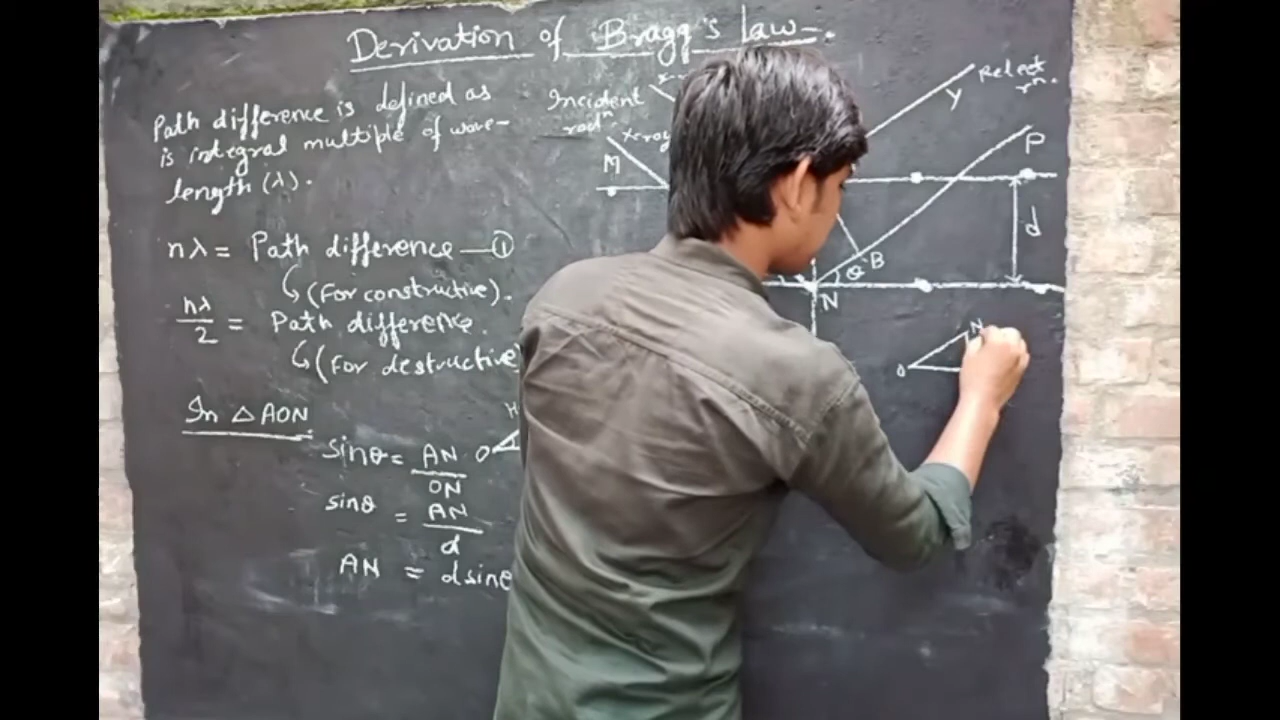 Derivation of Bragg's Law-.
Path difference is defined as
is integral multiple of wave-
length (λ).
nλ = Path difference —①
(For constructive).
nλ/2 = Path difference.
(For destructive)
In △AON
sinθ = AN/ON
sinθ = AN/d
AN = dsinθ
H
O
Incident
radⁿ
X-ray
M
Y
P
d
B
θ
N
O
N